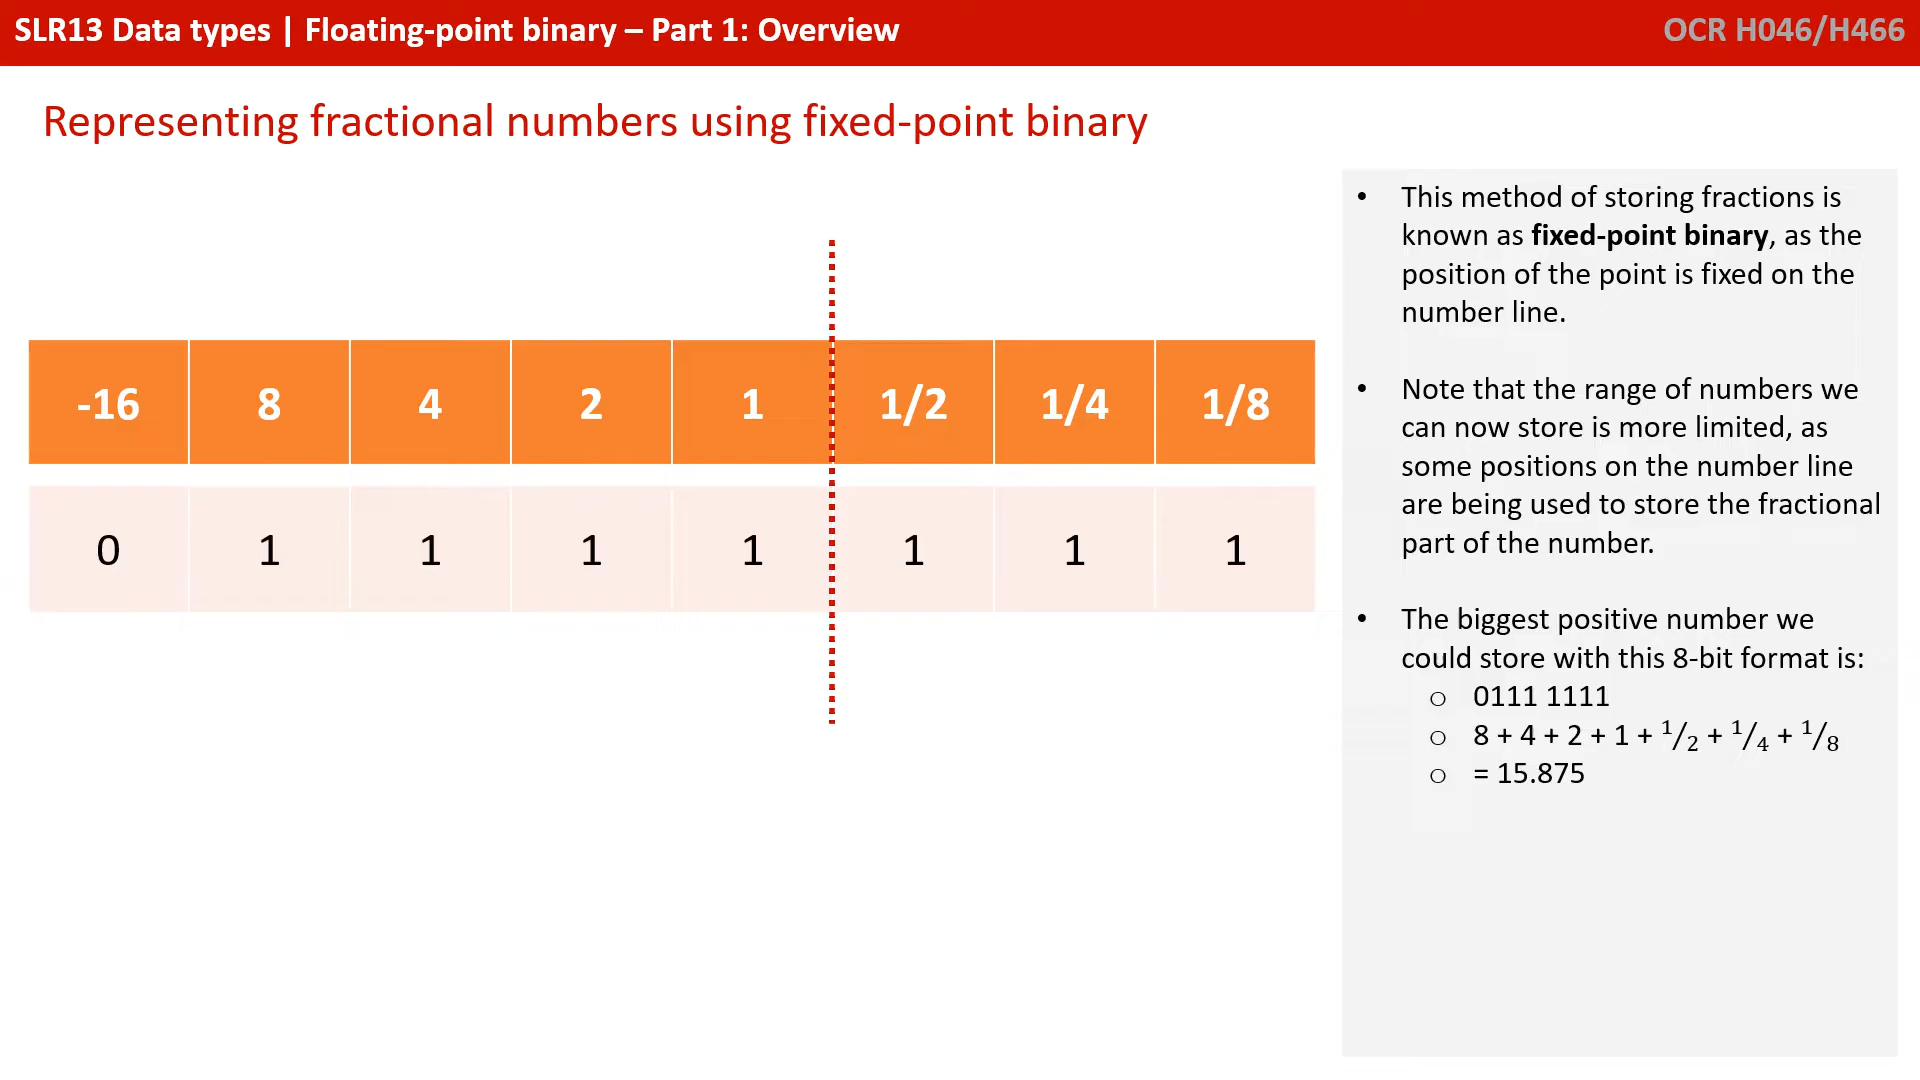 SLR13 Data types | Floating-point binary – Part 1: Overview
OCR H046/H466
Representing fractional numbers using fixed-point binary
-16 8 4 2 1 1/2 1/4 1/8
0 1 1 1 1 1 1 1
• This method of storing fractions is
known as fixed-point binary, as the
position of the point is fixed on the
number line.
• Note that the range of numbers we
can now store is more limited, as
some positions on the number line
are being used to store the fractional
part of the number.
• The biggest positive number we
could store with this 8-bit format is:
○ 0111 1111
○ 8 + 4 + 2 + 1 + 1/2 + 1/4 + 1/8
○ = 15.875